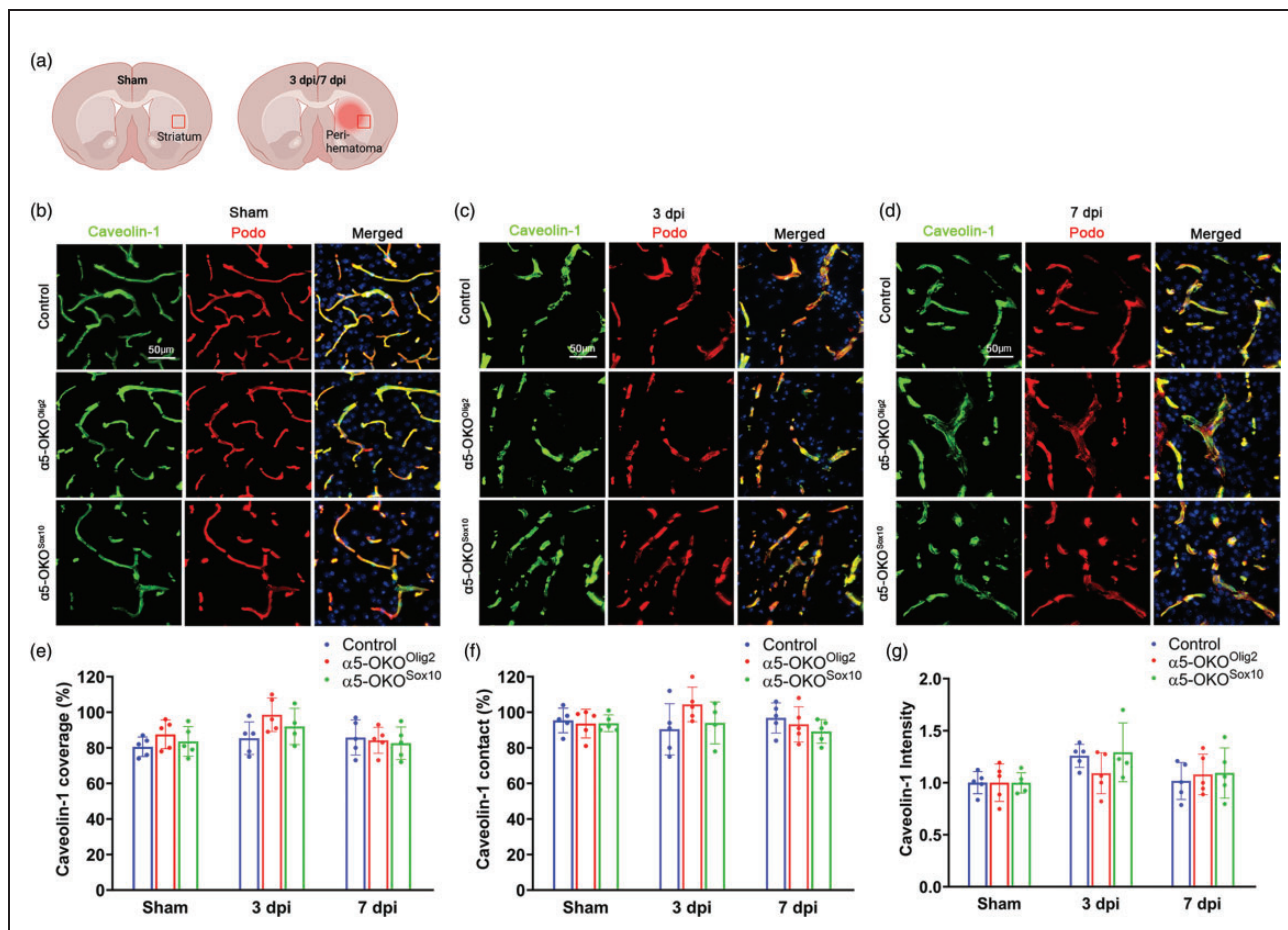 (a)
Sham
3 dpi/7 dpi
Striatum
Peri-
hematoma
(b)
Sham
Caveolin-1 Podo Merged
Control
50µm
α5-OKO^Olig2
α5-OKO^Sox10
(c)
3 dpi
Caveolin-1 Podo Merged
Control
50µm
α5-OKO^Olig2
α5-OKO^Sox10
(d)
7 dpi
Caveolin-1 Podo Merged
Control
50µm
α5-OKO^Olig2
α5-OKO^Sox10
(e)
Control
α5-OKO^Olig2
α5-OKO^Sox10
Caveolin-1 coverage (%)
120
100
80
60
40
20
0
Sham 3 dpi 7 dpi
(f)
Control
α5-OKO^Olig2
α5-OKO^Sox10
Caveolin-1 contact (%)
120
100
80
60
40
20
0
Sham 3 dpi 7 dpi
(g)
Control
α5-OKO^Olig2
α5-OKO^Sox10
Caveolin-1 Intensity
2.0
1.5
1.0
0.5
0.0
Sham 3 dpi 7 dpi